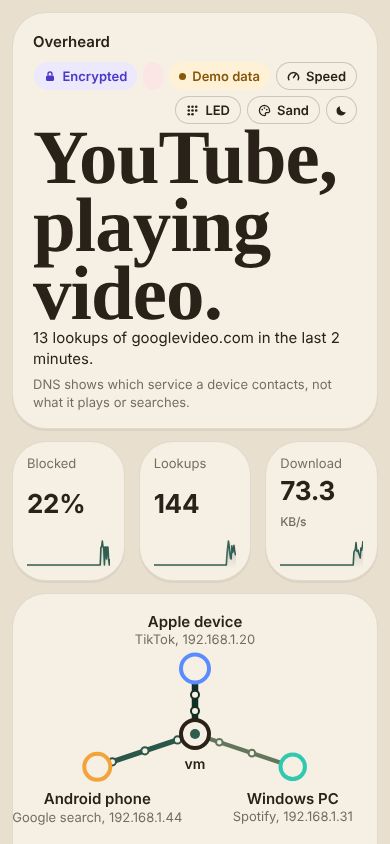 Overheard
Encrypted
Demo data
Speed
LED
Sand
YouTube,
playing
video.
13 lookups of googlevideo.com in the last 2
minutes.
DNS shows which service a device contacts, not
what it plays or searches.
Blocked
22%
Lookups
144
Download
73.3
KB/s
Apple device
TikTok, 192.168.1.20
vm
Android phone
Google search, 192.168.1.44
Windows PC
Spotify, 192.168.1.31